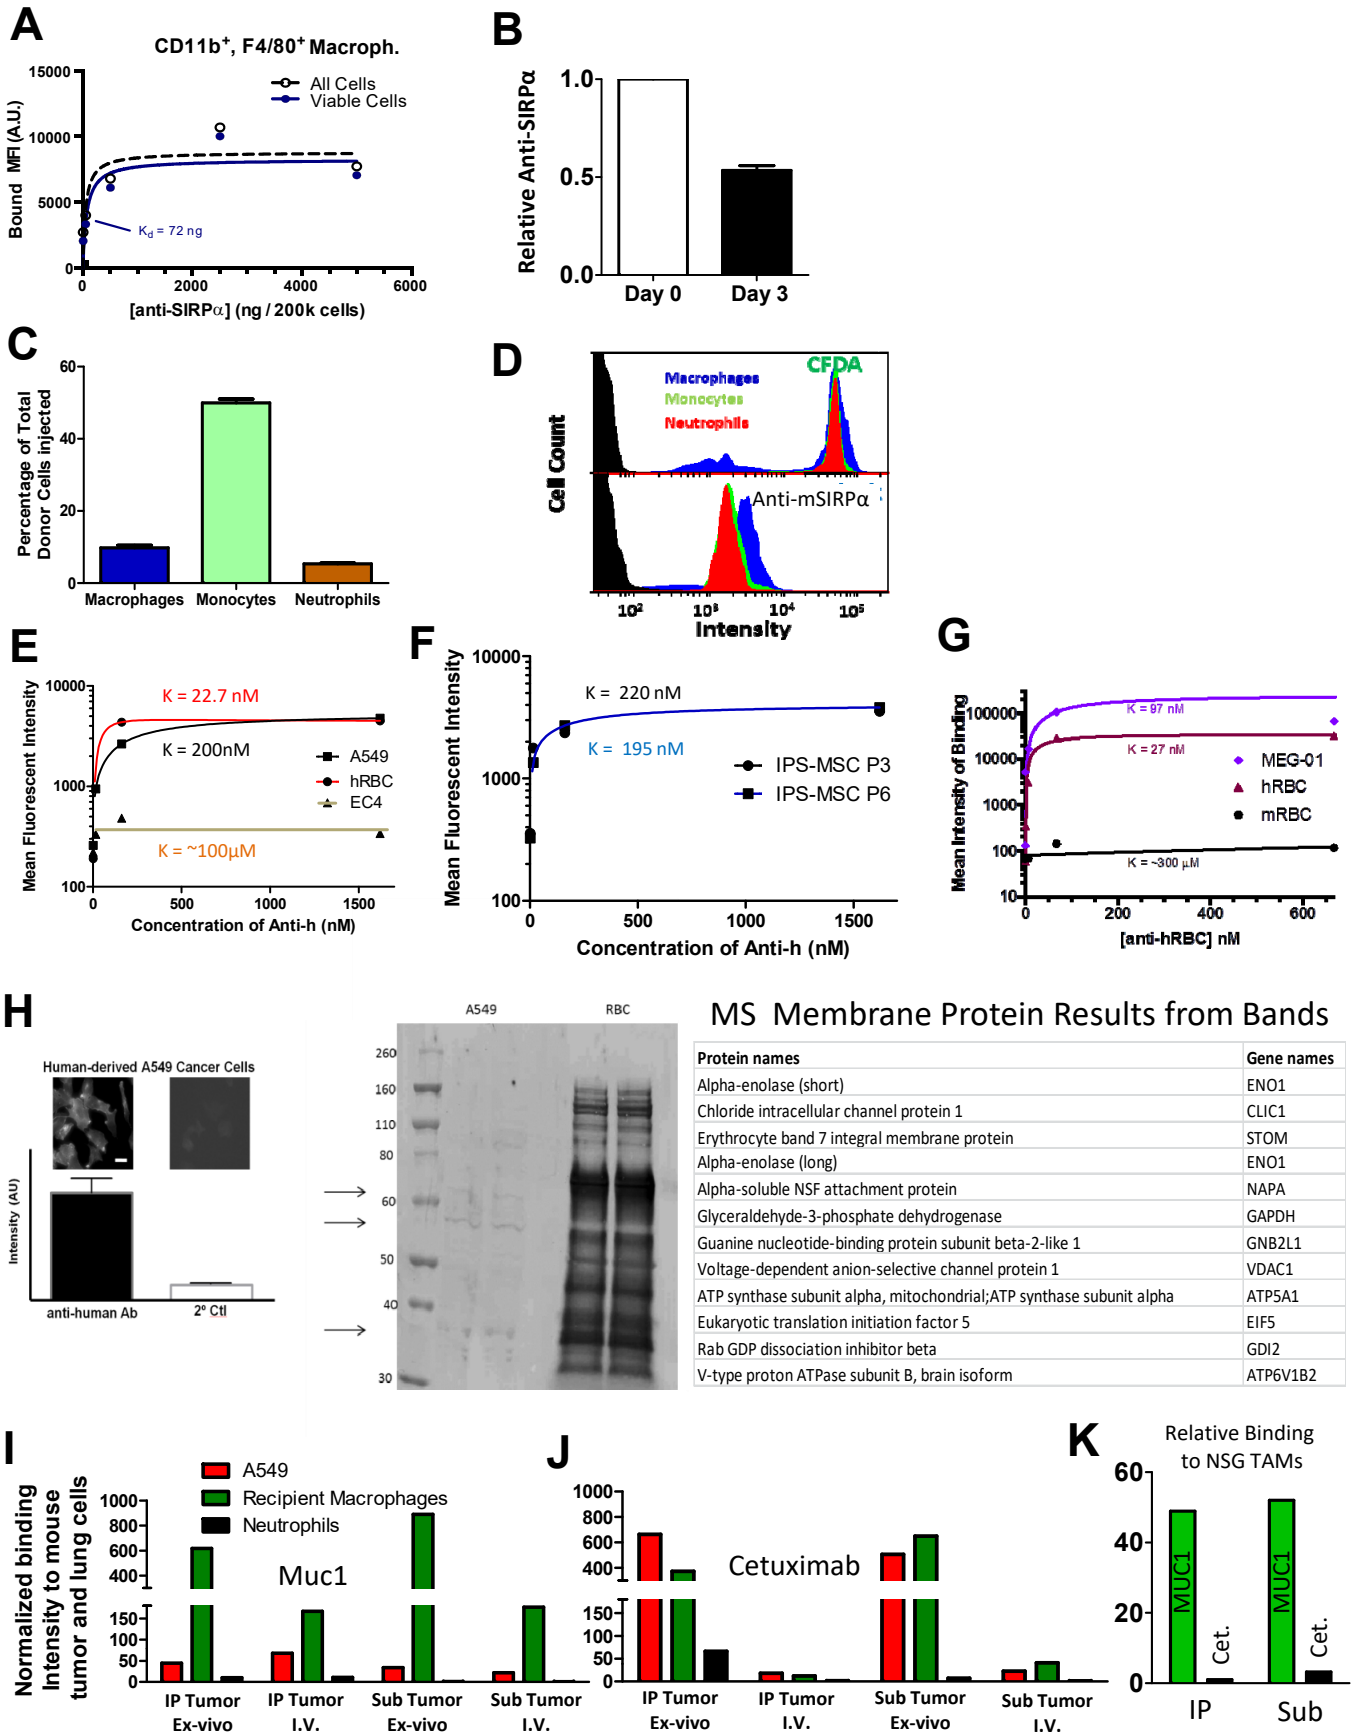 A
CD11b+, F4/80+ Macroph.
15000
10000
5000
0
Bound MFI (A.U.)
All Cells
Viable Cells
Kd = 72 ng
0
2000
4000
6000
[anti-SIRPα] (ng / 200k cells)
B
Relative Anti-SIRPα
1.0
0.5
0.0
Day 0
Day 3
C
Percentage of Total
Donor Cells injected
60
40
20
0
Macrophages
Monocytes
Neutrophils
D
Cell Count
CFDA
Macrophages
Monocytes
Neutrophils
Anti-mSIRPα
10²
10³
10⁴
10⁵
Intensity
E
Mean Fluorescent Intensity
10000
1000
100
K = 22.7 nM
K = 200nM
A549
hRBC
EC4
K = ~100µM
0
500
1000
1500
Concentration of Anti-h (nM)
F
Mean Fluorescent Intensity
10000
1000
100
K = 220 nM
K = 195 nM
IPS-MSC P3
IPS-MSC P6
0
500
1000
1500
Concentration of Anti-h (nM)
G
Mean Intensity of Binding
100000
10000
1000
100
10
K = 97 nM
K = 27 nM
MEG-01
hRBC
mRBC
K = ~300 µM
0
200
400
600
[anti-hRBC] nM
H
Human-derived A549 Cancer Cells
Intensity (AU)
anti-human Ab
2º Ctl
A549
RBC
260
160
110
80
60
50
40
30
MS Membrane Protein Results from Bands
Protein names Gene names
Alpha-enolase (short) ENO1
Chloride intracellular channel protein 1 CLIC1
Erythrocyte band 7 integral membrane protein STOM
Alpha-enolase (long) ENO1
Alpha-soluble NSF attachment protein NAPA
Glyceraldehyde-3-phosphate dehydrogenase GAPDH
Guanine nucleotide-binding protein subunit beta-2-like 1 GNB2L1
Voltage-dependent anion-selective channel protein 1 VDAC1
ATP synthase subunit alpha, mitochondrial;ATP synthase subunit alpha ATP5A1
Eukaryotic translation initiation factor 5 EIF5
Rab GDP dissociation inhibitor beta GDI2
V-type proton ATPase subunit B, brain isoform ATP6V1B2
I
Normalized binding
Intensity to mouse
tumor and lung cells
A549
Recipient Macrophages
Neutrophils
1000
800
600
400
150
100
50
0
Muc1
IP Tumor
Ex-vivo
IP Tumor
I.V.
Sub Tumor
Ex-vivo
Sub Tumor
I.V.
J
1000
800
600
400
150
100
50
0
Cetuximab
IP Tumor
Ex-vivo
IP Tumor
I.V.
Sub Tumor
Ex-vivo
Sub Tumor
I.V.
K
Relative Binding
to NSG TAMs
60
40
20
0
MUC1
Cet.
MUC1
Cet.
IP
Sub